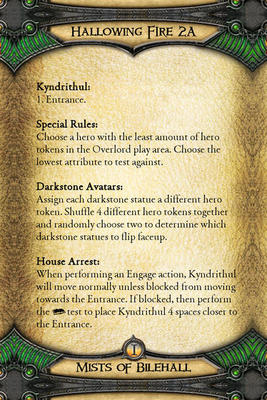 Hallowing Fire 2A
Kyndrithul:
1. Entrance.
Special Rules:
Choose a hero with the least amount of hero
tokens in the Overlord play area. Choose the
lowest attribute to test against.
Darkstone Avatars:
Assign each darkstone statue a different hero
token. Shuffle 4 different hero tokens together
and randomly choose two to determine which
darkstone statues to flip faceup.
House Arrest:
When performing an Engage action, Kyndrithul
will move normally unless blocked from moving
towards the Entrance. If blocked, then perform
the test to place Kyndrithul 4 spaces closer to
the Entrance.
1
Mists of Bilehall